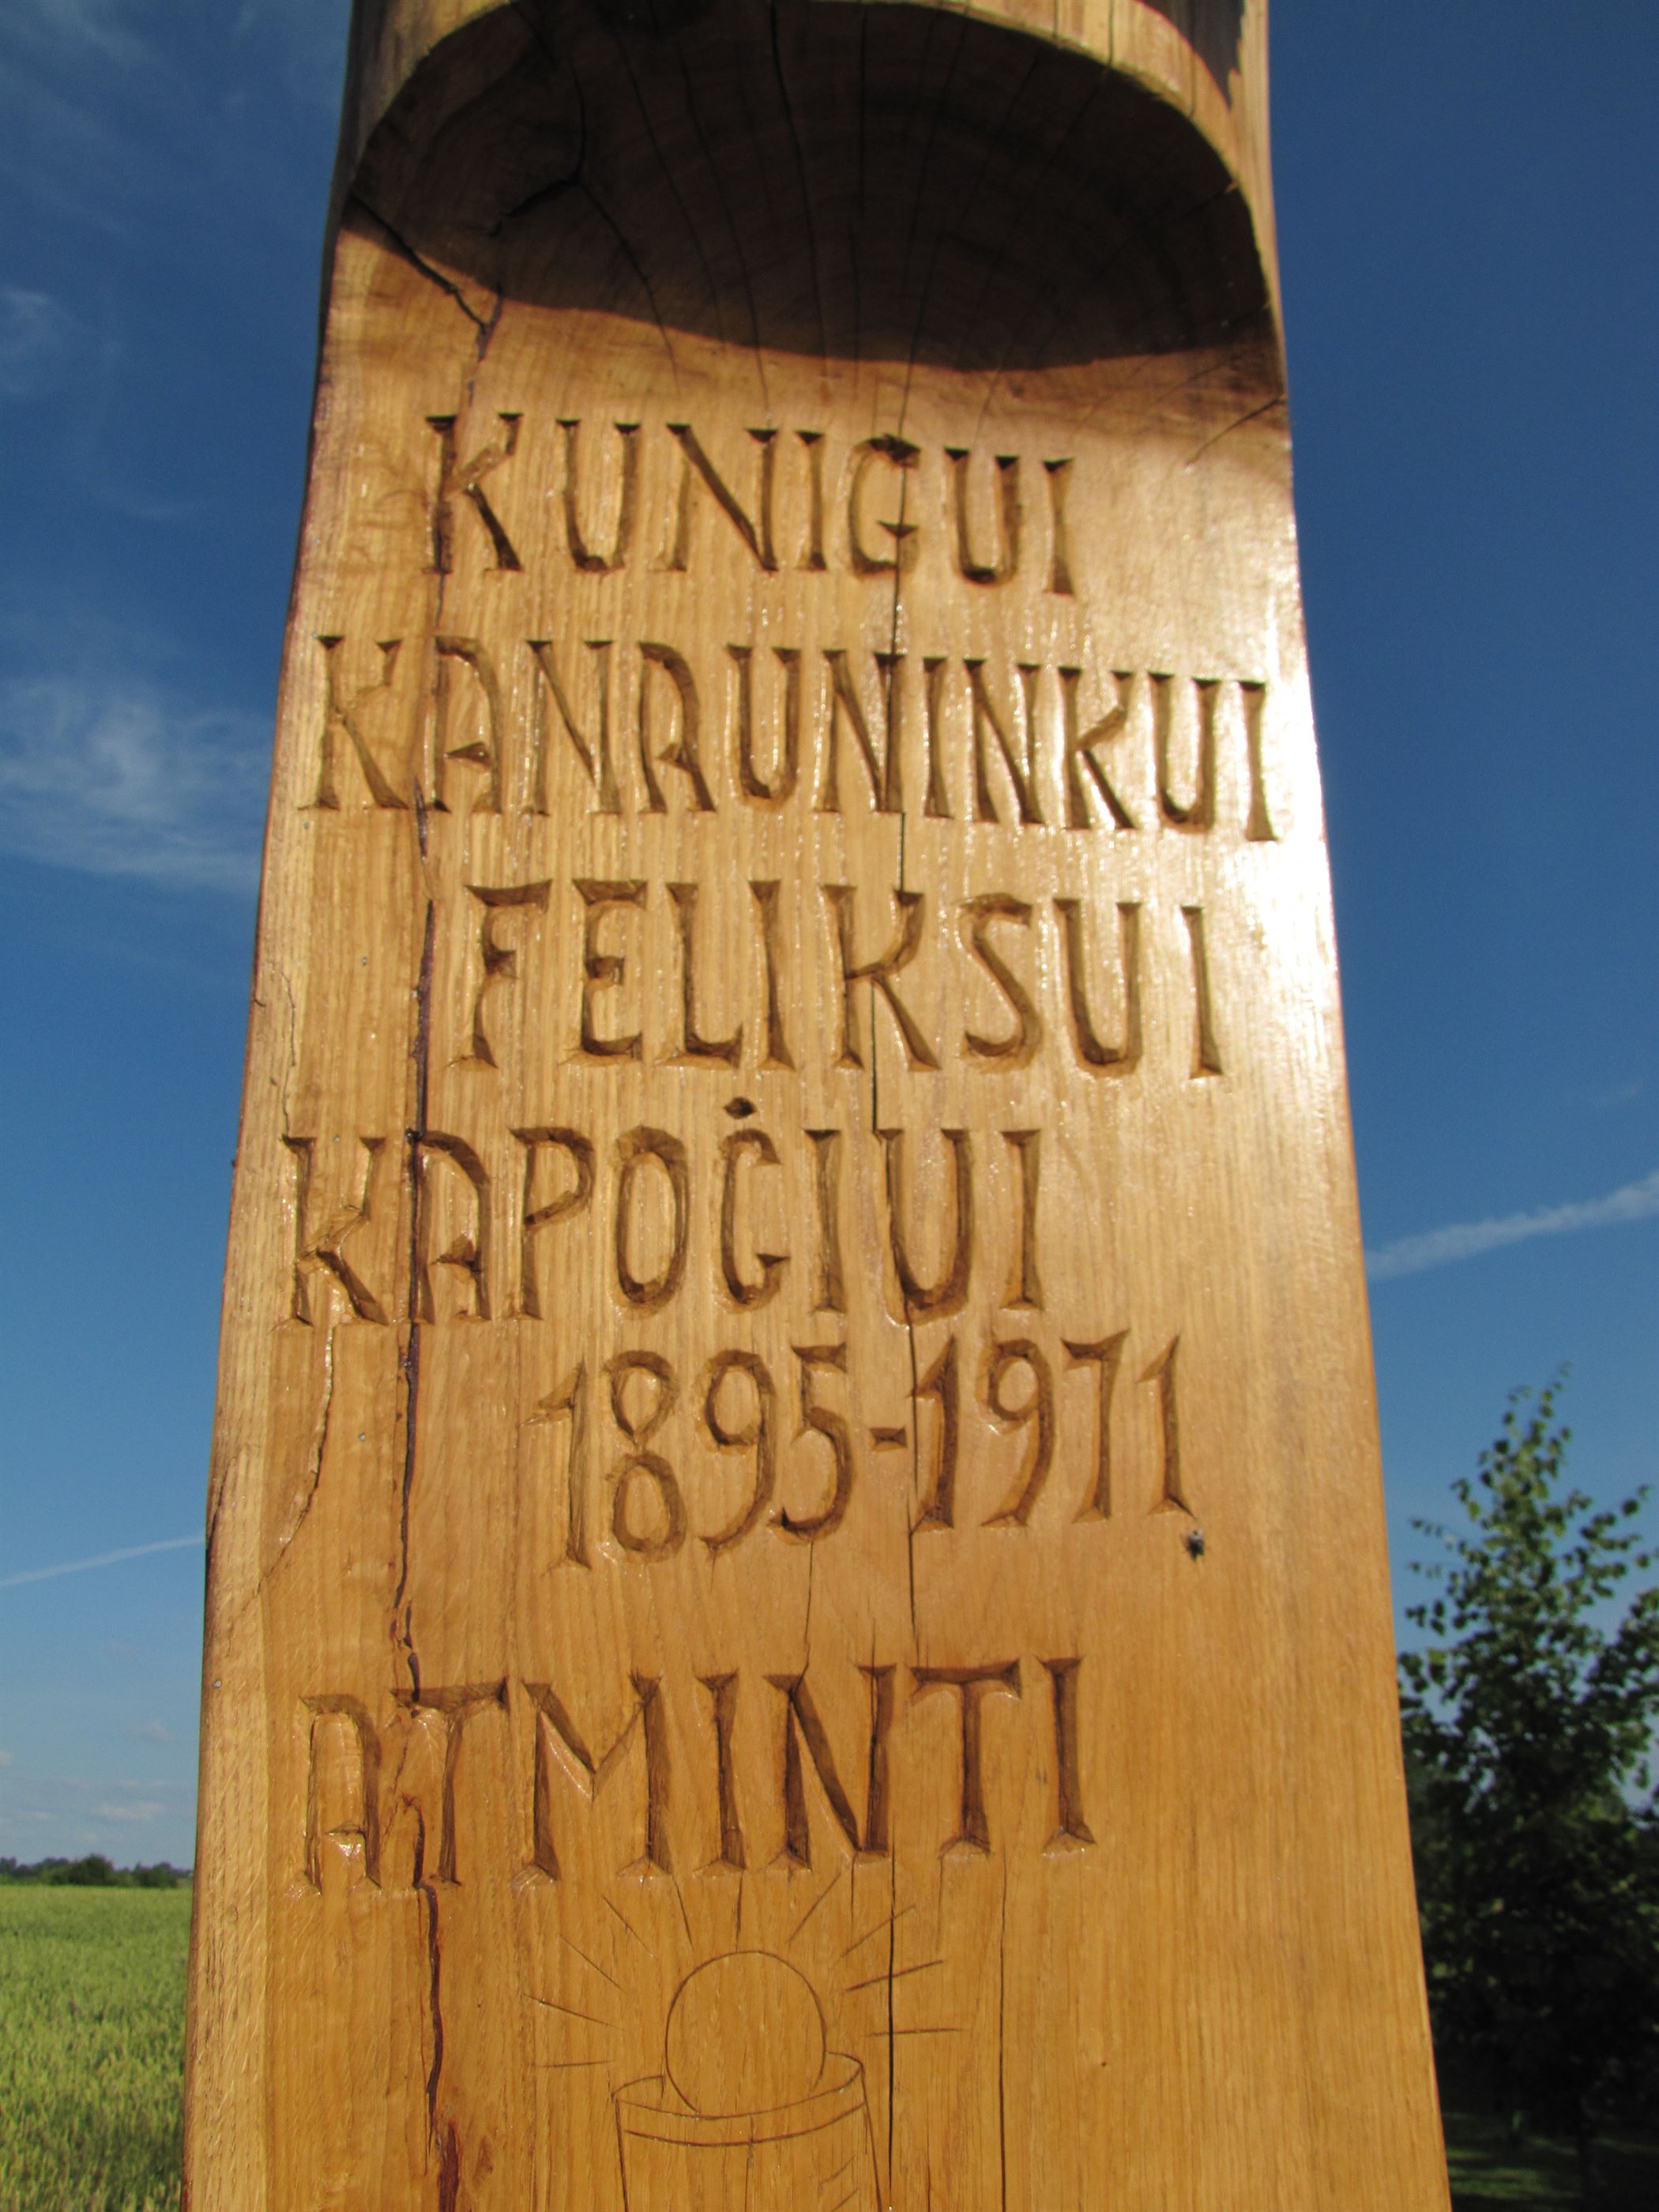 KUNIGUI
KANAUNINKUI
FELIKSUI
KAPOČIUI
1895-1971
ATMINTI